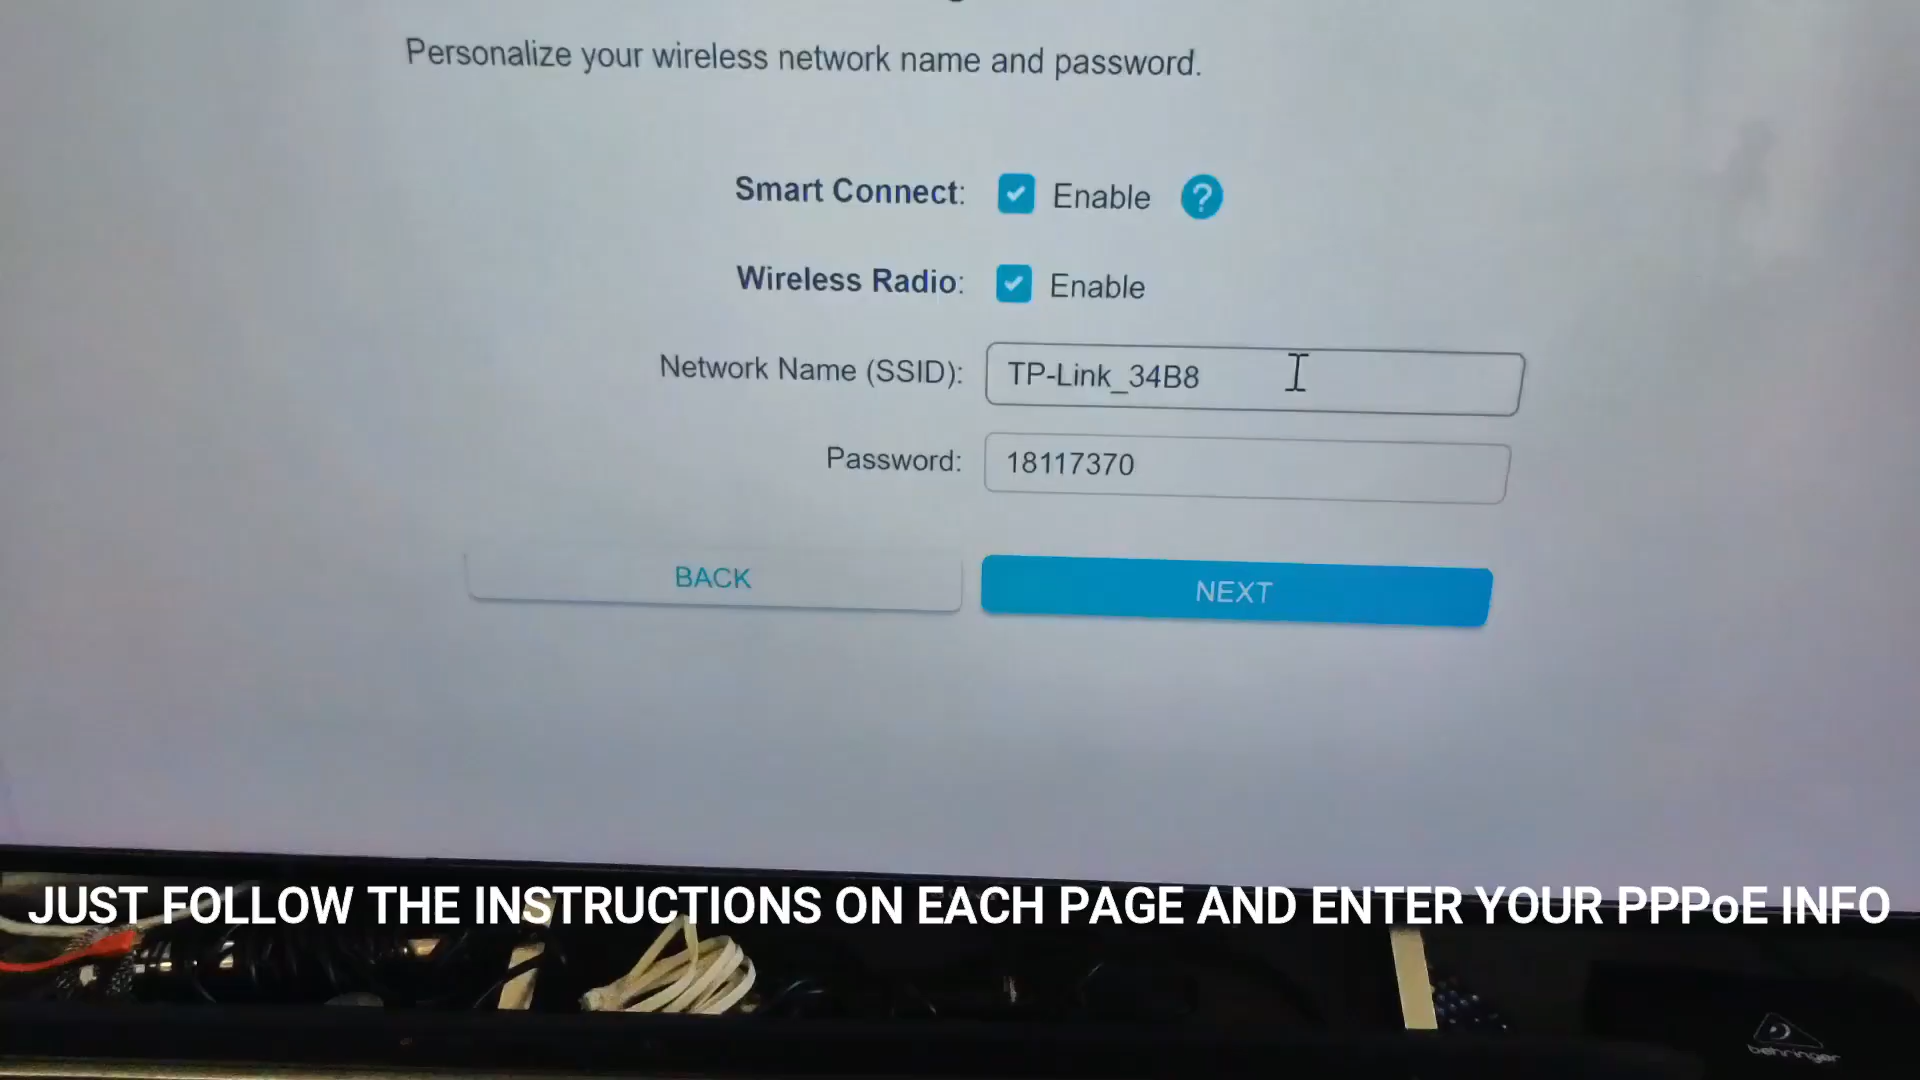 Personalize your wireless network name and password.
Smart Connect: Enable ?
Wireless Radio: Enable
Network Name (SSID): TP-Link_34B8
Password: 18117370
BACK NEXT
JUST FOLLOW THE INSTRUCTIONS ON EACH PAGE AND ENTER YOUR PPPoE INFO
behringer